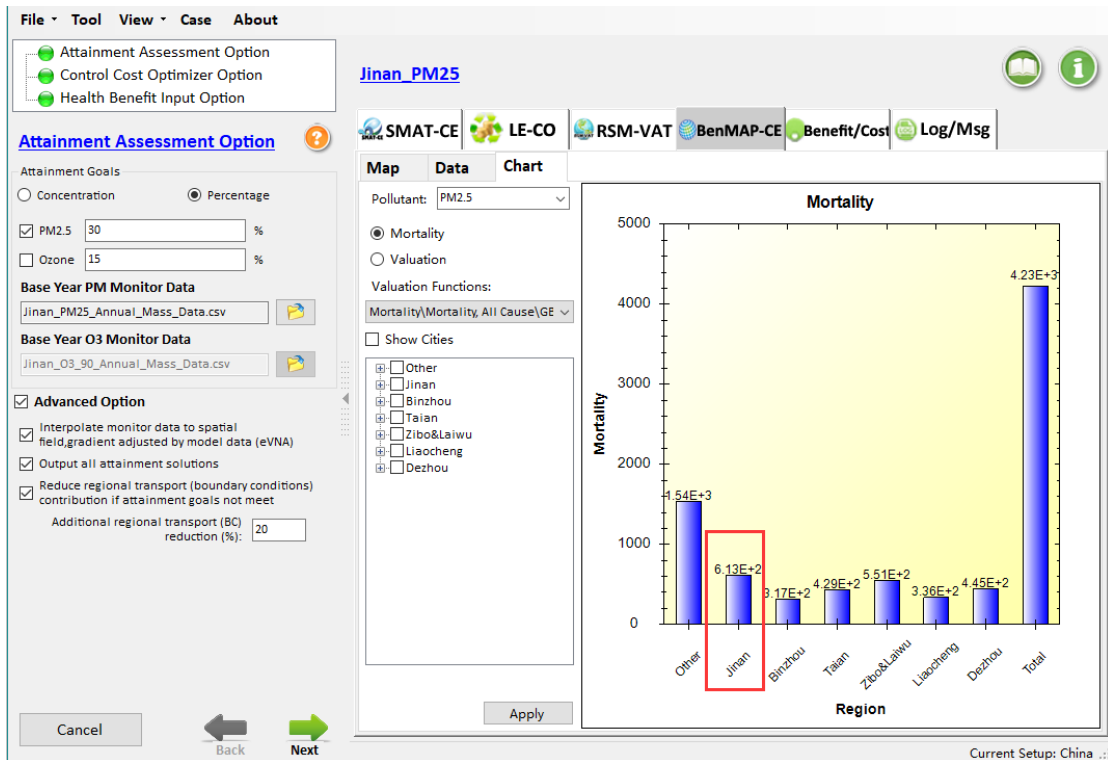 File Tool View Case About
Attainment Assessment Option
Control Cost Optimizer Option
Health Benefit Input Option
Attainment Assessment Option
?
Attainment Goals
Concentration
Percentage
PM2.5 30 %
Ozone 15 %
Base Year PM Monitor Data
Jinan_PM25_Annual_Mass_Data.csv
Base Year O3 Monitor Data
Jinan_O3_90_Annual_Mass_Data.csv
Advanced Option
Interpolate monitor data to spatial
field,gradient adjusted by model data (eVNA)
Output all attainment solutions
Reduce regional transport (boundary conditions)
contribution if attainment goals not meet
Additional regional transport (BC)
reduction (%): 20
Cancel
Back
Next
Jinan_PM25
i
SMAT-CE LE-CO RSM-VAT BenMAP-CE Benefit/Cost Log/Msg
Map Data Chart
Pollutant: PM2.5
Mortality
Valuation
Valuation Functions:
Mortality\Mortality, All Cause\GE
Show Cities
Other
Jinan
Binzhou
Taian
Zibo&Laiwu
Liaocheng
Dezhou
Apply
Mortality
5000
4000
3000
2000
1000
0
Mortality
1.54E+3
6.13E+2
3.17E+2
4.29E+2
5.51E+2
3.36E+2
4.45E+2
4.23E+3
Other
Jinan
Binzhou
Taian
Zibo&Laiwu
Liaocheng
Dezhou
Total
Region
Current Setup: China